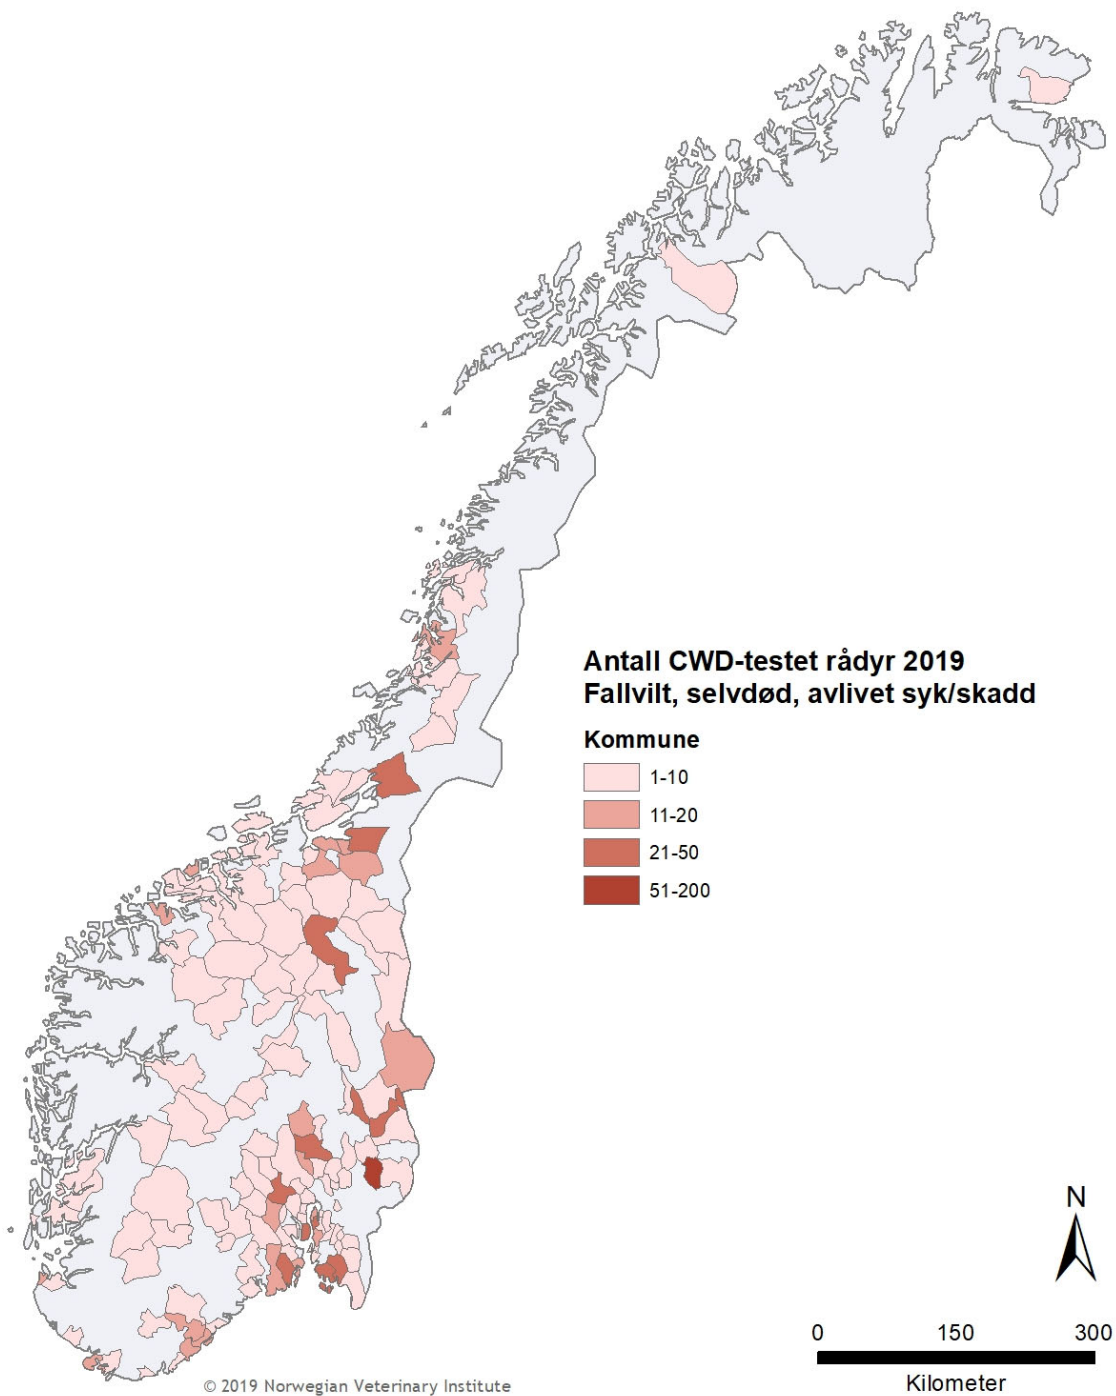 Antall CWD-testet rådyr 2019
Fallvilt, selvdød, avlivet syk/skadd
Kommune
1-10
11-20
21-50
51-200
N
0 150 300
Kilometer
© 2019 Norwegian Veterinary Institute